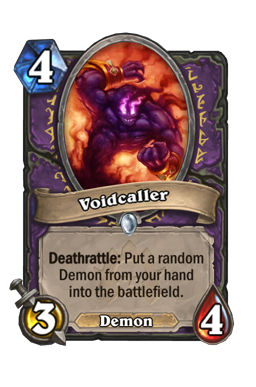 4
Voidcaller
Deathrattle: Put a random
Demon from your hand
into the battlefield.
3
Demon
4